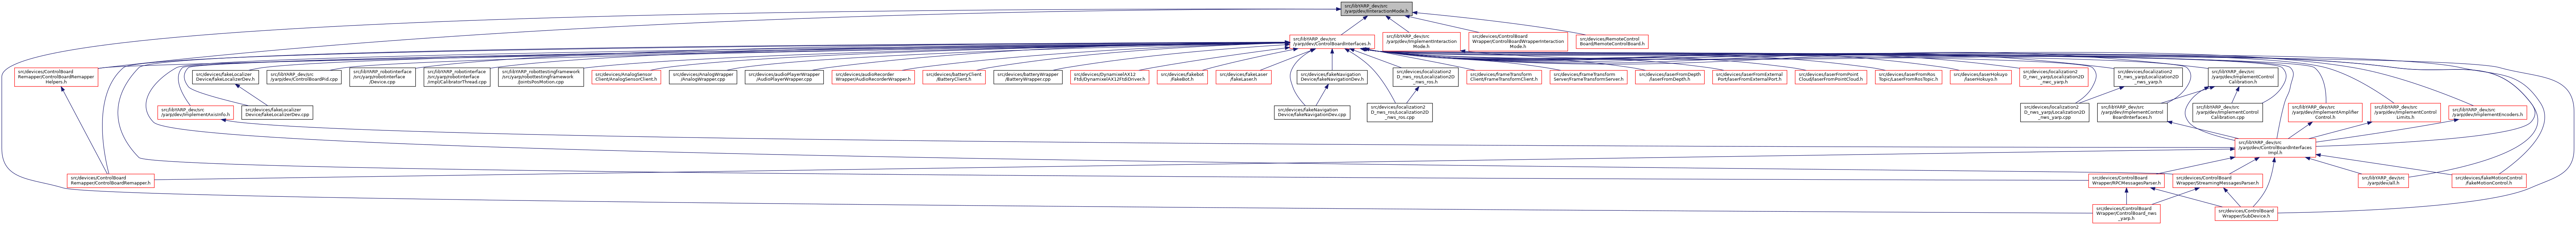 src/libYARP_dev/src
/yarp/dev/IInteractionMode.h
src/libYARP_dev/src
/yarp/dev/ControlBoardInterfaces.h
src/libYARP_dev/src
/yarp/dev/ImplementInteraction
Mode.h
src/devices/ControlBoard
Wrapper/ControlBoardWrapperInteraction
Mode.h
src/devices/RemoteControl
Board/RemoteControlBoard.h
src/devices/ControlBoard
Remapper/ControlBoardRemapper
Helpers.h
src/devices/fakeLocalizer
Device/fakeLocalizerDev.h
src/libYARP_dev/src
/yarp/dev/ControlBoardPid.cpp
src/libYARP_robotinterface
/src/yarp/robotinterface
/Device.cpp
src/libYARP_robotinterface
/src/yarp/robotinterface
/impl/CalibratorThread.cpp
src/libYARP_robottestingframework
/src/yarp/robottestingframework
/JointsPosMotion.cpp
src/devices/AnalogSensor
Client/AnalogSensorClient.h
src/devices/AnalogWrapper
/AnalogWrapper.cpp
src/devices/audioPlayerWrapper
/AudioPlayerWrapper.cpp
src/devices/audioRecorder
Wrapper/AudioRecorderWrapper.h
src/devices/BatteryClient
/BatteryClient.h
src/devices/BatteryWrapper
/BatteryWrapper.cpp
src/devices/DynamixelAX12
FTdi/DynamixelAX12FtdiDriver.h
src/devices/fakebot
/fakeBot.h
src/devices/fakeLaser
/fakeLaser.h
src/devices/fakeNavigation
Device/fakeNavigationDev.h
src/devices/localization2
D_nws_ros/Localization2D
_nws_ros.h
src/devices/frameTransform
Client/FrameTransformClient.h
src/devices/frameTransform
Server/FrameTransformServer.h
src/devices/laserFromDepth
/laserFromDepth.h
src/devices/laserFromExternal
Port/laserFromExternalPort.h
src/devices/laserFromPoint
Cloud/laserFromPointCloud.h
src/devices/laserFromRos
Topic/LaserFromRosTopic.h
src/devices/laserHokuyo
/laserHokuyo.h
src/devices/localization2
D_nwc_yarp/Localization2D
_nwc_yarp.h
src/devices/localization2
D_nws_yarp/Localization2D
_nws_yarp.h
src/libYARP_dev/src
/yarp/dev/ImplementControl
Calibration.h
src/libYARP_dev/src
/yarp/dev/ImplementAxisInfo.h
src/devices/fakeLocalizer
Device/fakeLocalizerDev.cpp
src/devices/fakeNavigation
Device/fakeNavigationDev.cpp
src/devices/localization2
D_nws_ros/Localization2D
_nws_ros.cpp
src/devices/localization2
D_nws_yarp/Localization2D
_nws_yarp.cpp
src/libYARP_dev/src
/yarp/dev/ImplementControl
BoardInterfaces.h
src/libYARP_dev/src
/yarp/dev/ImplementControl
Calibration.cpp
src/libYARP_dev/src
/yarp/dev/ImplementAmplifier
Control.h
src/libYARP_dev/src
/yarp/dev/ImplementControl
Limits.h
src/libYARP_dev/src
/yarp/dev/ImplementEncoders.h
src/libYARP_dev/src
/yarp/dev/ControlBoardInterfaces
Impl.h
src/devices/ControlBoard
Remapper/ControlBoardRemapper.h
src/devices/ControlBoard
Wrapper/RPCMessagesParser.h
src/devices/ControlBoard
Wrapper/StreamingMessagesParser.h
src/libYARP_dev/src
/yarp/dev/all.h
src/devices/fakeMotionControl
/fakeMotionControl.h
src/devices/ControlBoard
Wrapper/ControlBoard_nws
_yarp.h
src/devices/ControlBoard
Wrapper/SubDevice.h